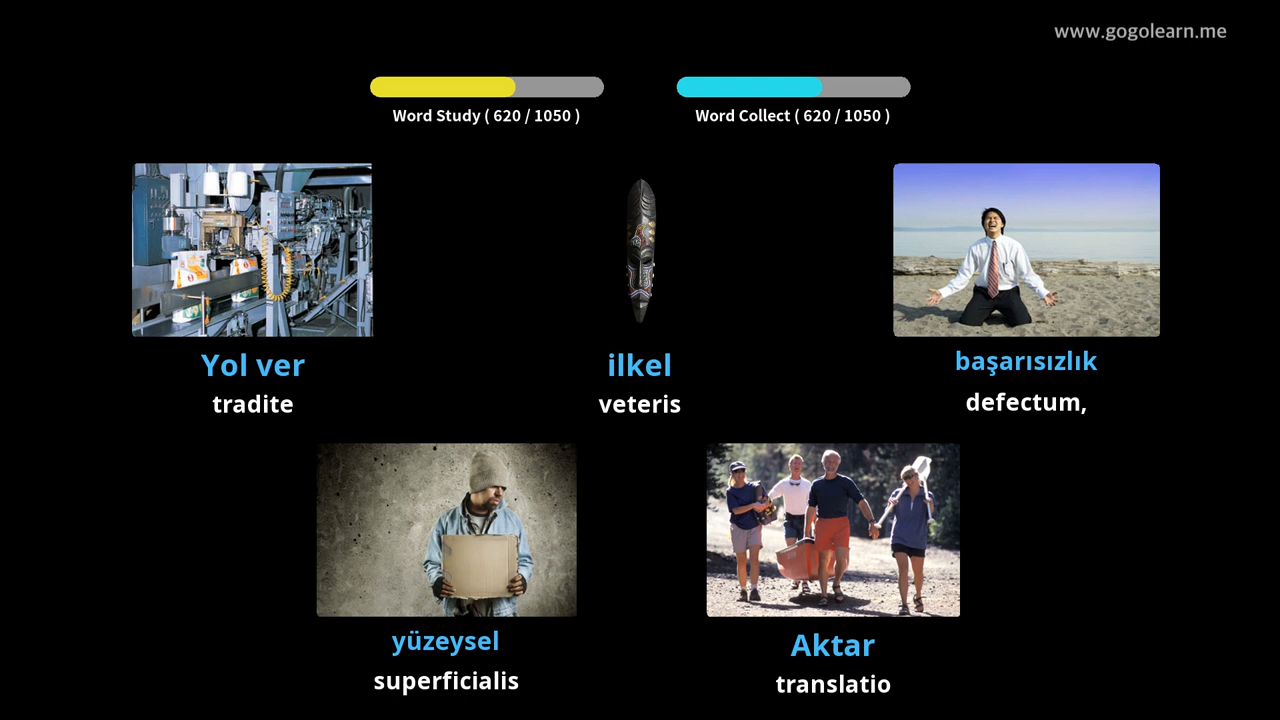 www.gogolearn.me
Word Study ( 620 / 1050 )
Word Collect ( 620 / 1050 )
Yol ver
tradite
ilkel
veteris
başarısızlık
defectum,
yüzeysel
superficialis
Aktar
translatio